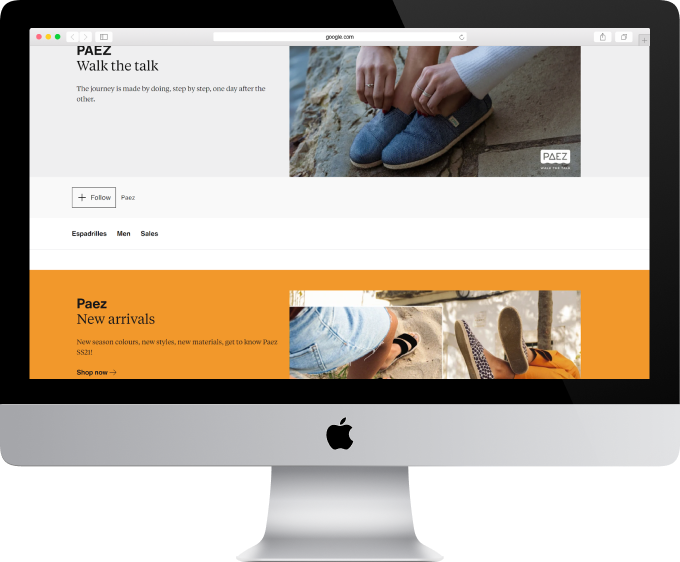 google.com
PAEZ
Walk the talk
The journey is made by doing, step by step, one day after the
other.
PAEZ
WALK THE TALK
Follow
Paez
Espadrilles Men Sales
Paez
New arrivals
New season colours, new styles, new materials, get to know Paez
SS21!
Shop now